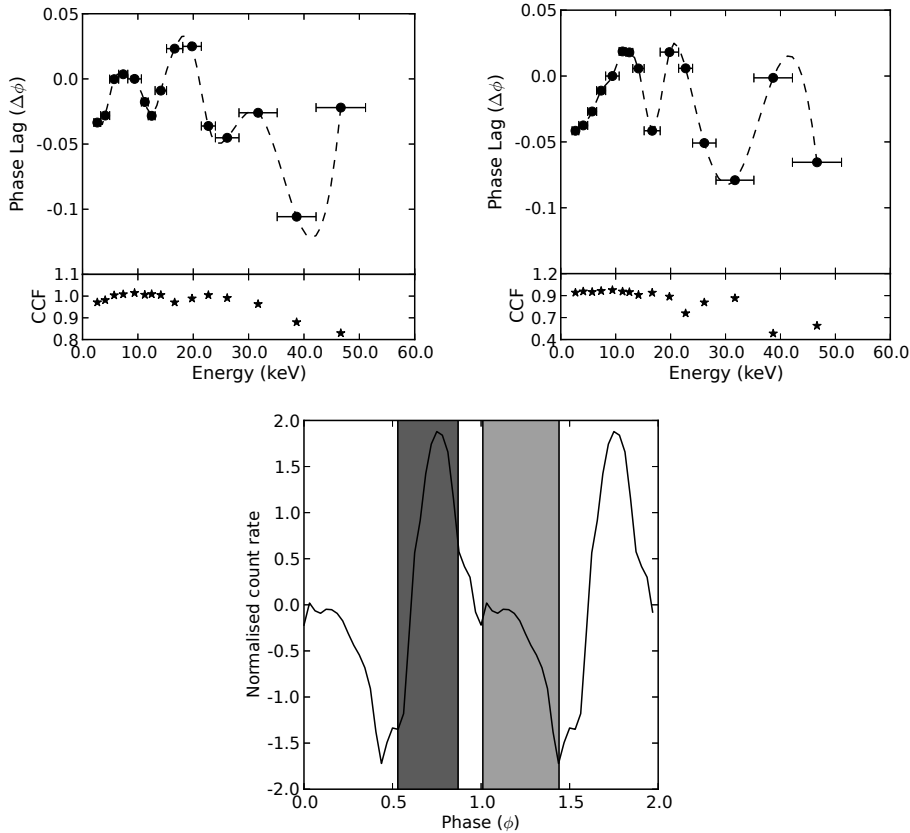 0.05
0.0
-0.05
-0.1
Phase Lag (Δϕ)
1.1
1.0
0.9
0.8
CCF
0.0 10.0 20.0 30.0 40.0 50.0 60.0
Energy (keV)
0.05
0.0
-0.05
-0.1
Phase Lag (Δϕ)
1.2
0.9
0.7
0.4
CCF
0.0 10.0 20.0 30.0 40.0 50.0 60.0
Energy (keV)
2.0
1.5
1.0
0.5
0.0
-0.5
-1.0
-1.5
-2.0
Normalised count rate
0.0 0.5 1.0 1.5 2.0
Phase (ϕ)